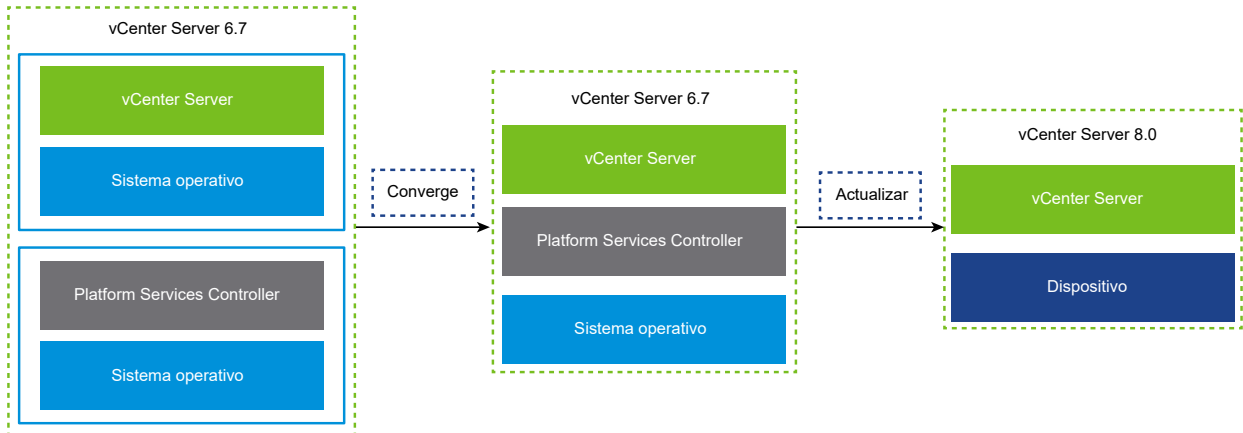 vCenter Server 6.7
vCenter Server
Sistema operativo
Platform Services Controller
Sistema operativo
Converge
vCenter Server 6.7
vCenter Server
Platform Services Controller
Sistema operativo
Actualizar
vCenter Server 8.0
vCenter Server
Dispositivo